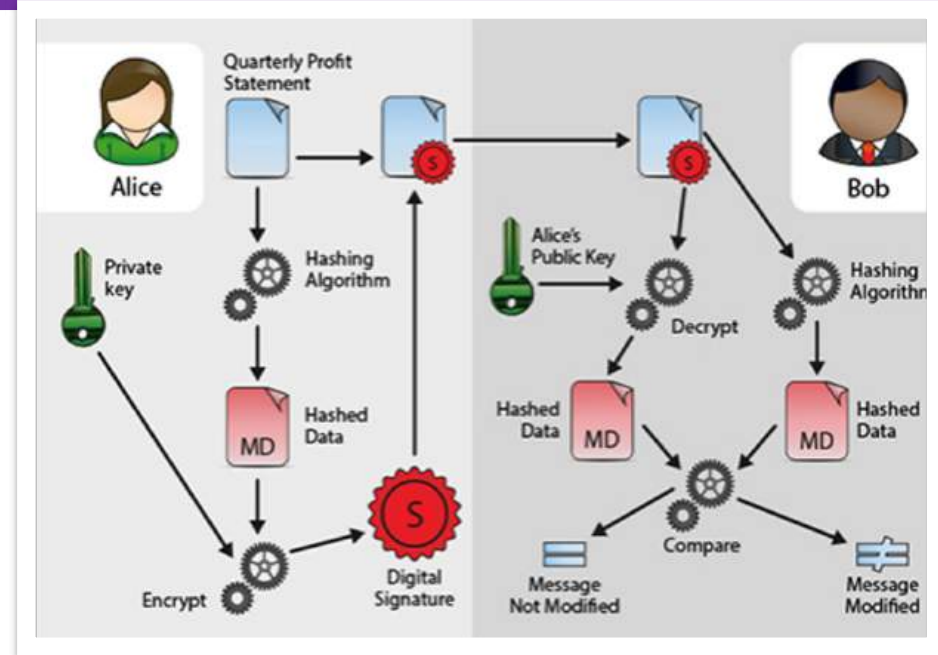 Quarterly Profit
Statement
S
S
Alice
Bob
Private
key
Hashing
Algorithm
Alice's
Public Key
Decrypt
Hashing
Algorithm
Hashed
Data
MD
Hashed
Data
MD
MD
Hashed
Data
S
Encrypt
Digital
Signature
Compare
Message
Not Modified
Message
Modified